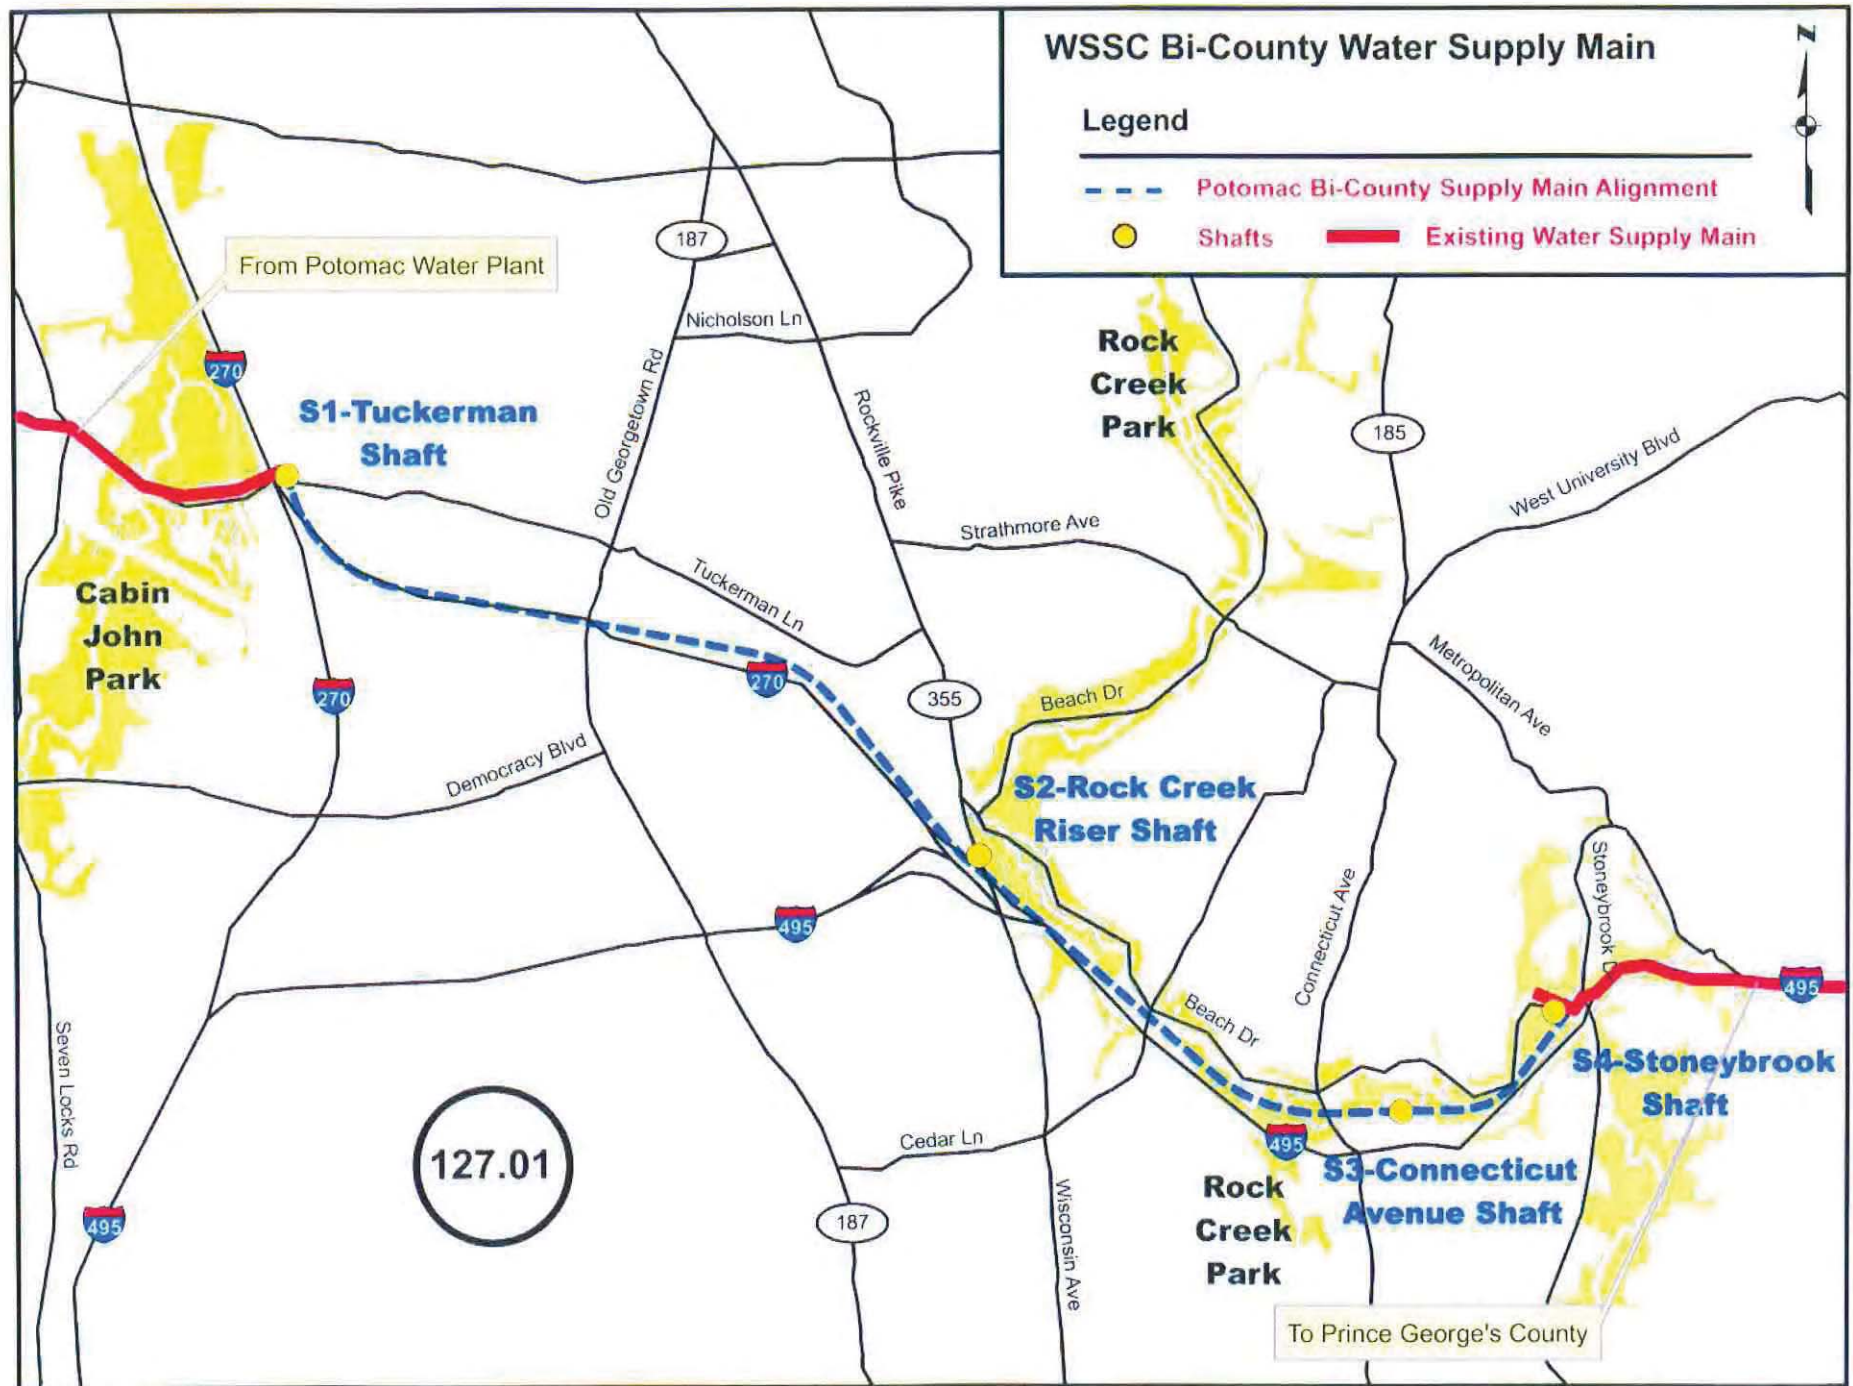 WSSC Bi-County Water Supply Main
N
Legend
Potomac Bi-County Supply Main Alignment
Shafts
Existing Water Supply Main
187
From Potomac Water Plant
Nicholson Ln
Rock
Creek
Park
270
S1-Tuckerman
Shaft
Old Georgetown Rd
Rockville Pike
185
West University Blvd
Strathmore Ave
Tuckerman Ln
Cabin
John
Park
Metropolitan Ave
270
270
355
Beach Dr
Democracy Blvd
S2-Rock Creek
Riser Shaft
Stoneybrook D
Connecticut Ave
495
495
Beach Dr
Seven Locks Rd
S4-Stoneybrook
Shaft
127.01
Cedar Ln
495
S3-Connecticut
Avenue Shaft
Rock
Creek
Park
495
187
Wisconsin Ave
To Prince George's County